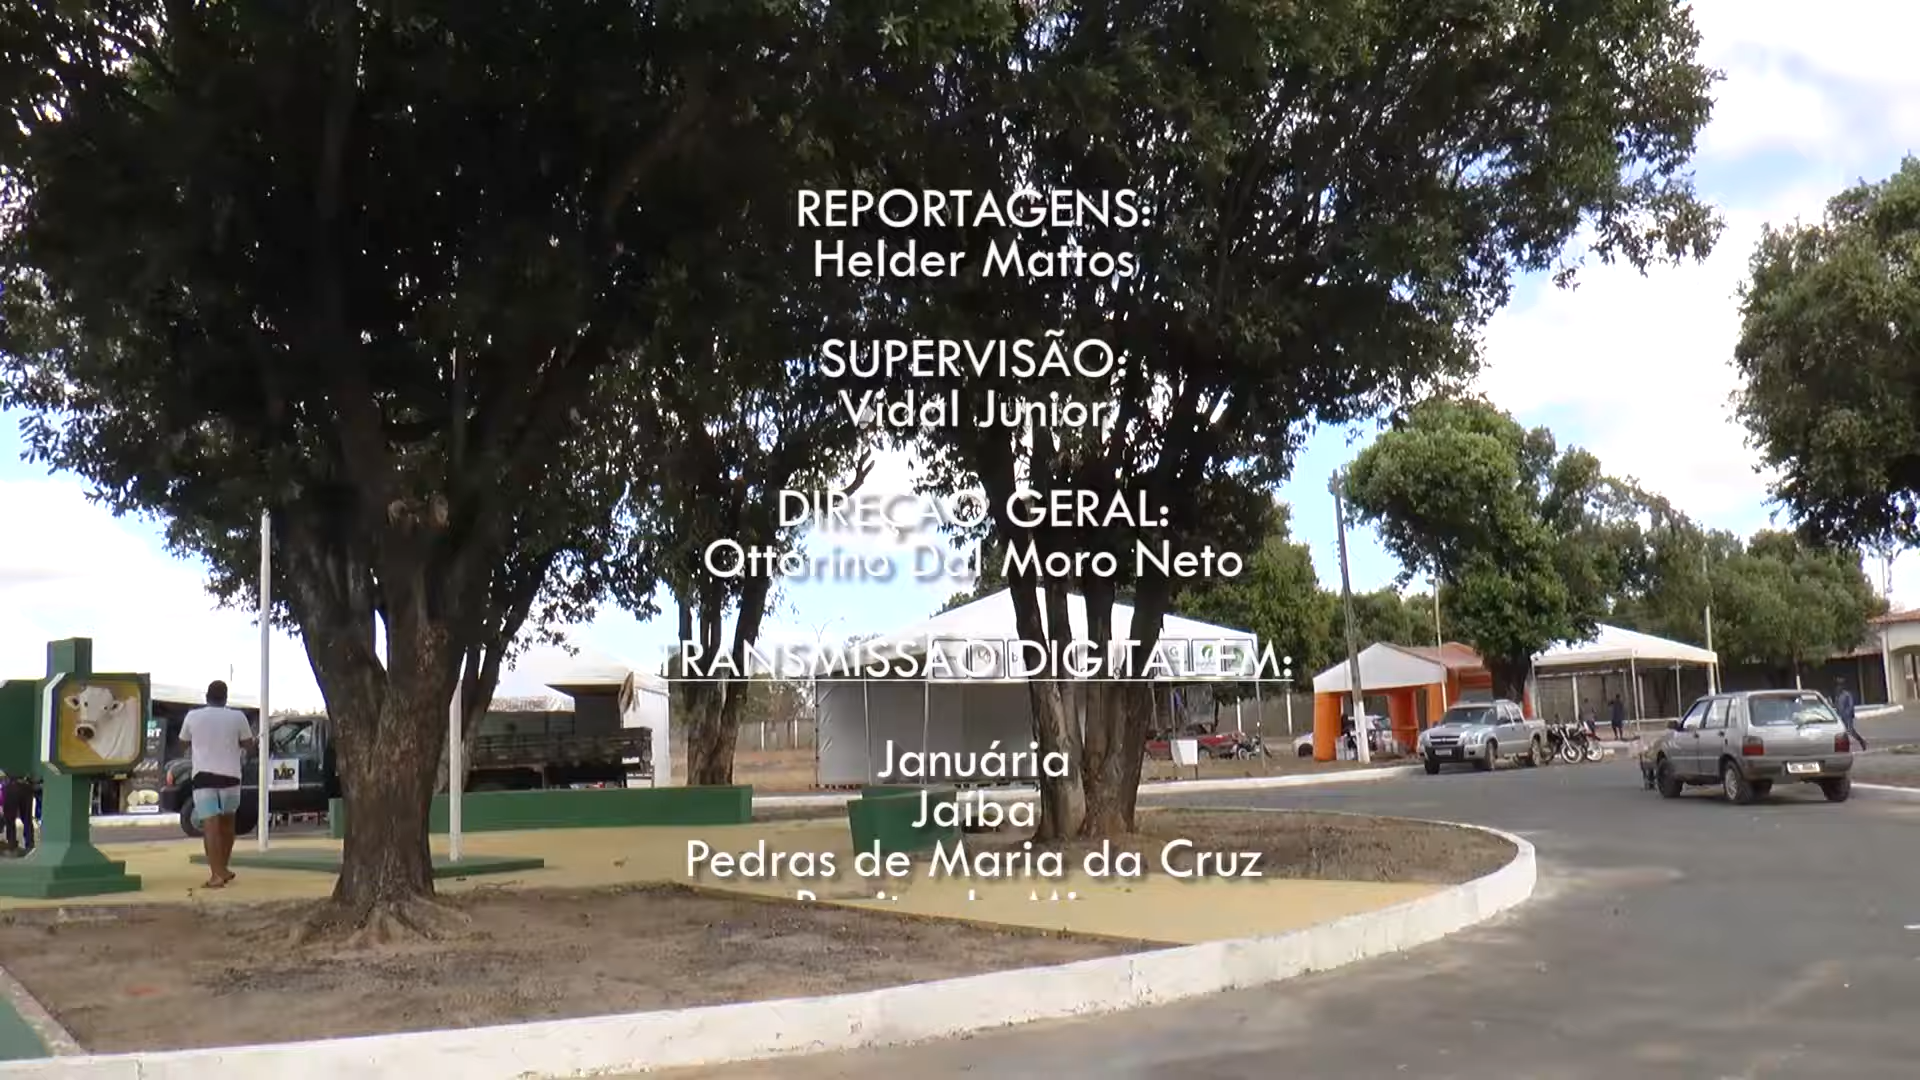 REPORTAGENS:
Helder Mattos
SUPERVISÃO:
Vidal Junior
DIREÇÃO GERAL:
Ottorino Dal Moro Neto
TRANSMISSÃO DIGITAL EM:
Januária
Jaíba
Pedras de Maria da Cruz